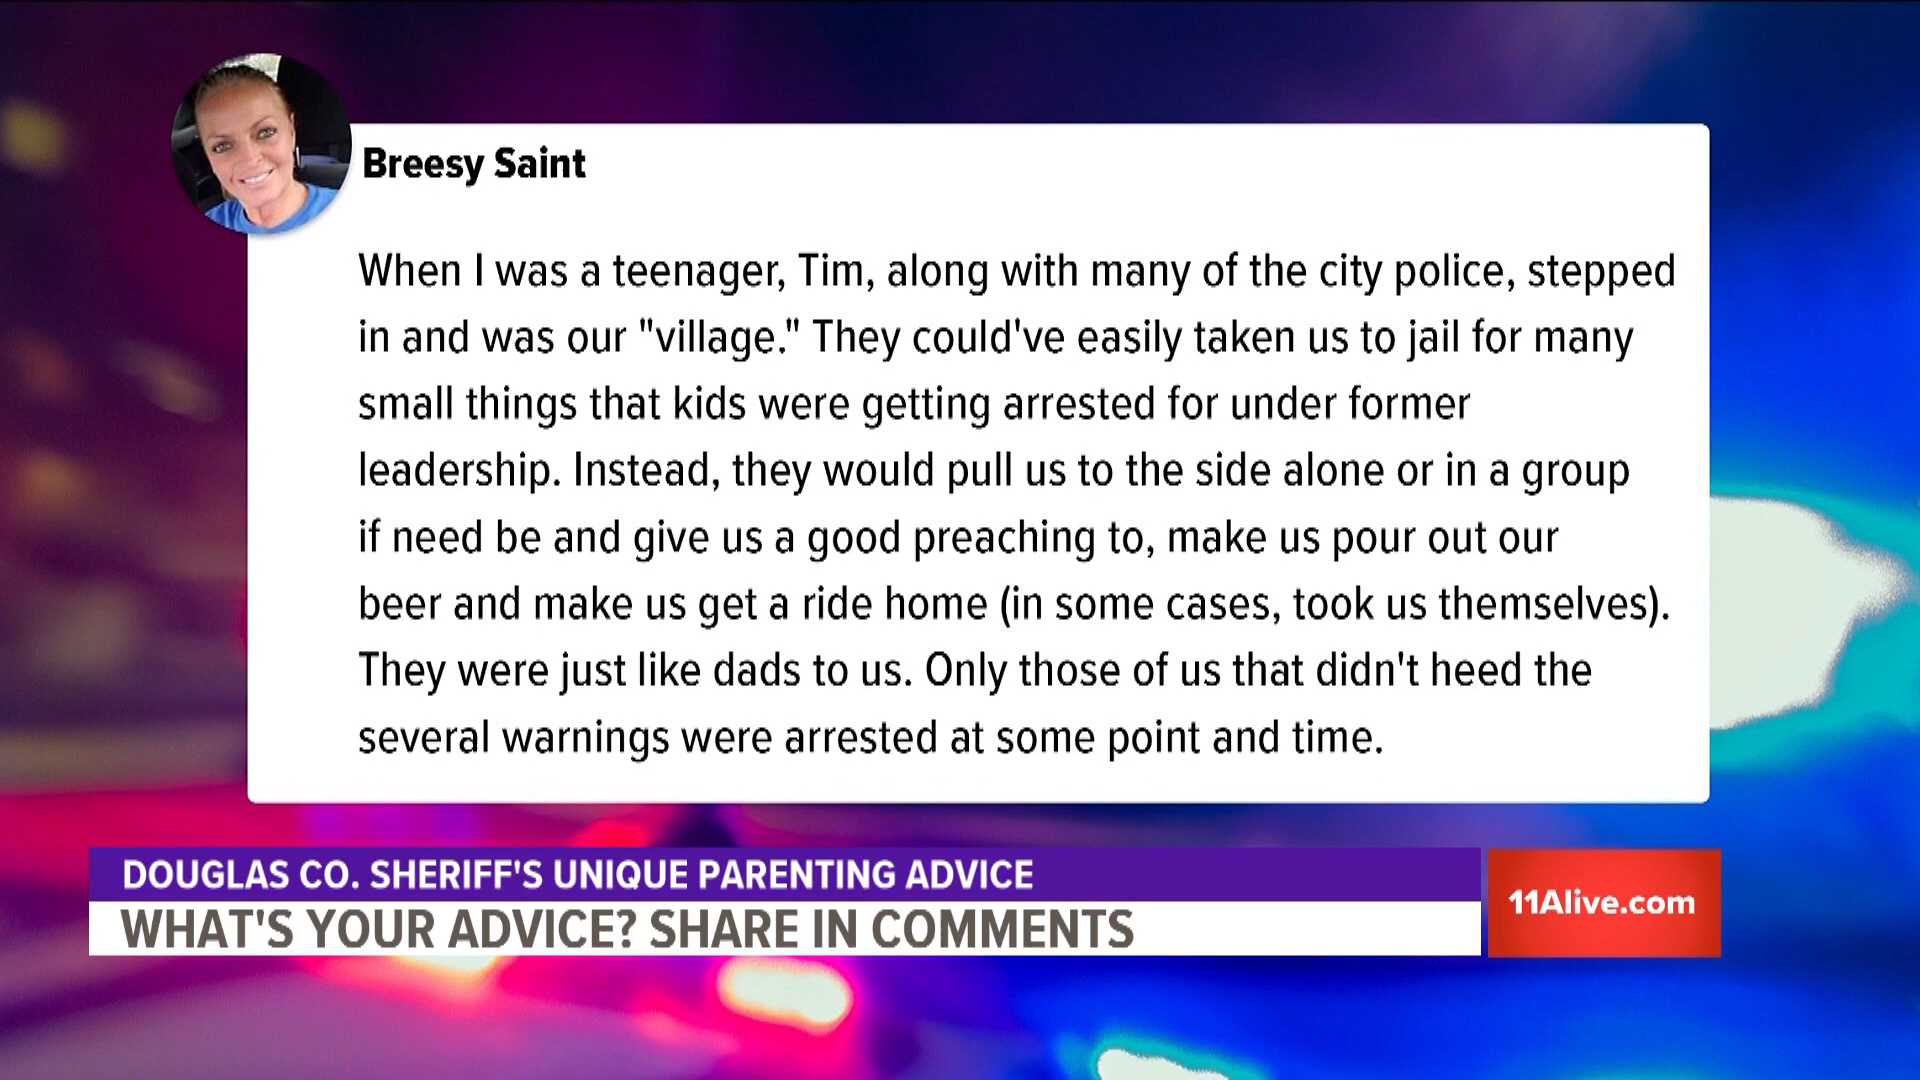 Breesy Saint
When I was a teenager, Tim, along with many of the city police, stepped
in and was our "village." They could've easily taken us to jail for many
small things that kids were getting arrested for under former
leadership. Instead, they would pull us to the side alone or in a group
if need be and give us a good preaching to, make us pour out our
beer and make us get a ride home (in some cases, took us themselves).
They were just like dads to us. Only those of us that didn't heed the
several warnings were arrested at some point and time.
DOUGLAS CO. SHERIFF'S UNIQUE PARENTING ADVICE
WHAT'S YOUR ADVICE? SHARE IN COMMENTS
11Alive.com